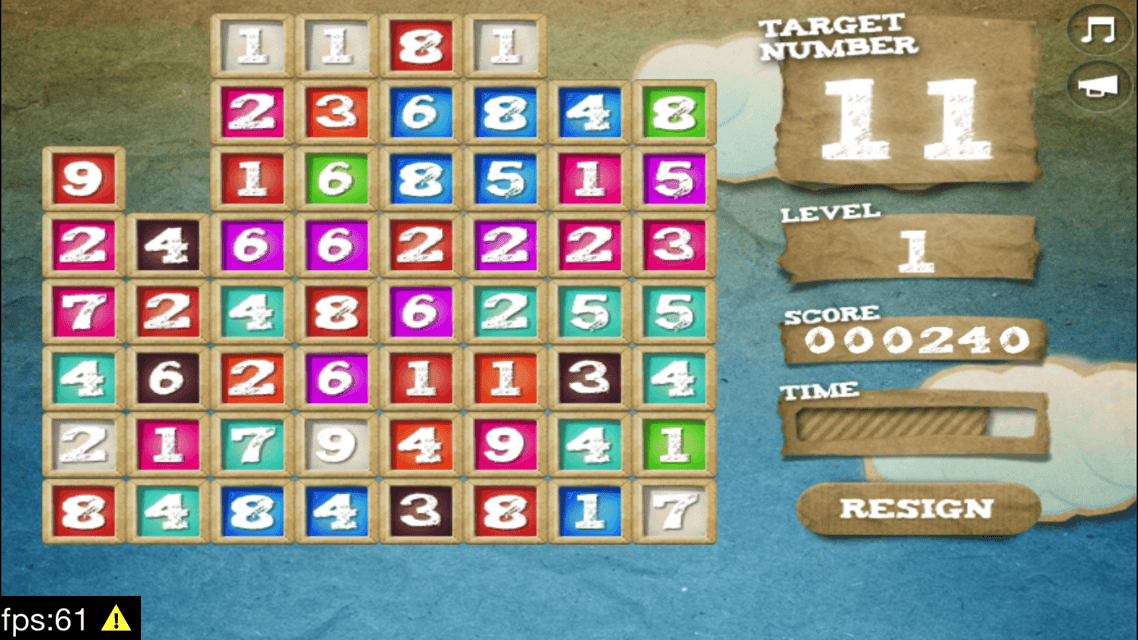 1 1 8 1
2 3 6 8 4 8
9 1 6 8 5 1 5
2 4 6 6 2 2 2 3
7 2 4 8 6 2 5 5
4 6 2 6 1 1 3 4
2 1 7 9 4 9 4 1
8 4 8 4 3 8 1 7
TARGET
NUMBER
11
LEVEL
1
SCORE
000240
TIME
RESIGN
fps:61